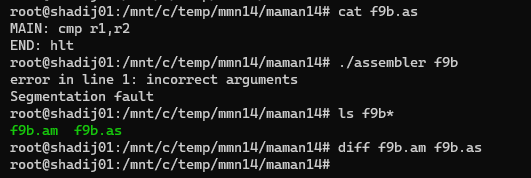 root@shadij01:/mnt/c/temp/mmn14/maman14# cat f9b.as
MAIN: cmp r1,r2
END: hlt
root@shadij01:/mnt/c/temp/mmn14/maman14# ./assembler f9b
error in line 1: incorrect arguments
Segmentation fault
root@shadij01:/mnt/c/temp/mmn14/maman14# ls f9b*
f9b.am  f9b.as
root@shadij01:/mnt/c/temp/mmn14/maman14# diff f9b.am f9b.as
root@shadij01:/mnt/c/temp/mmn14/maman14#